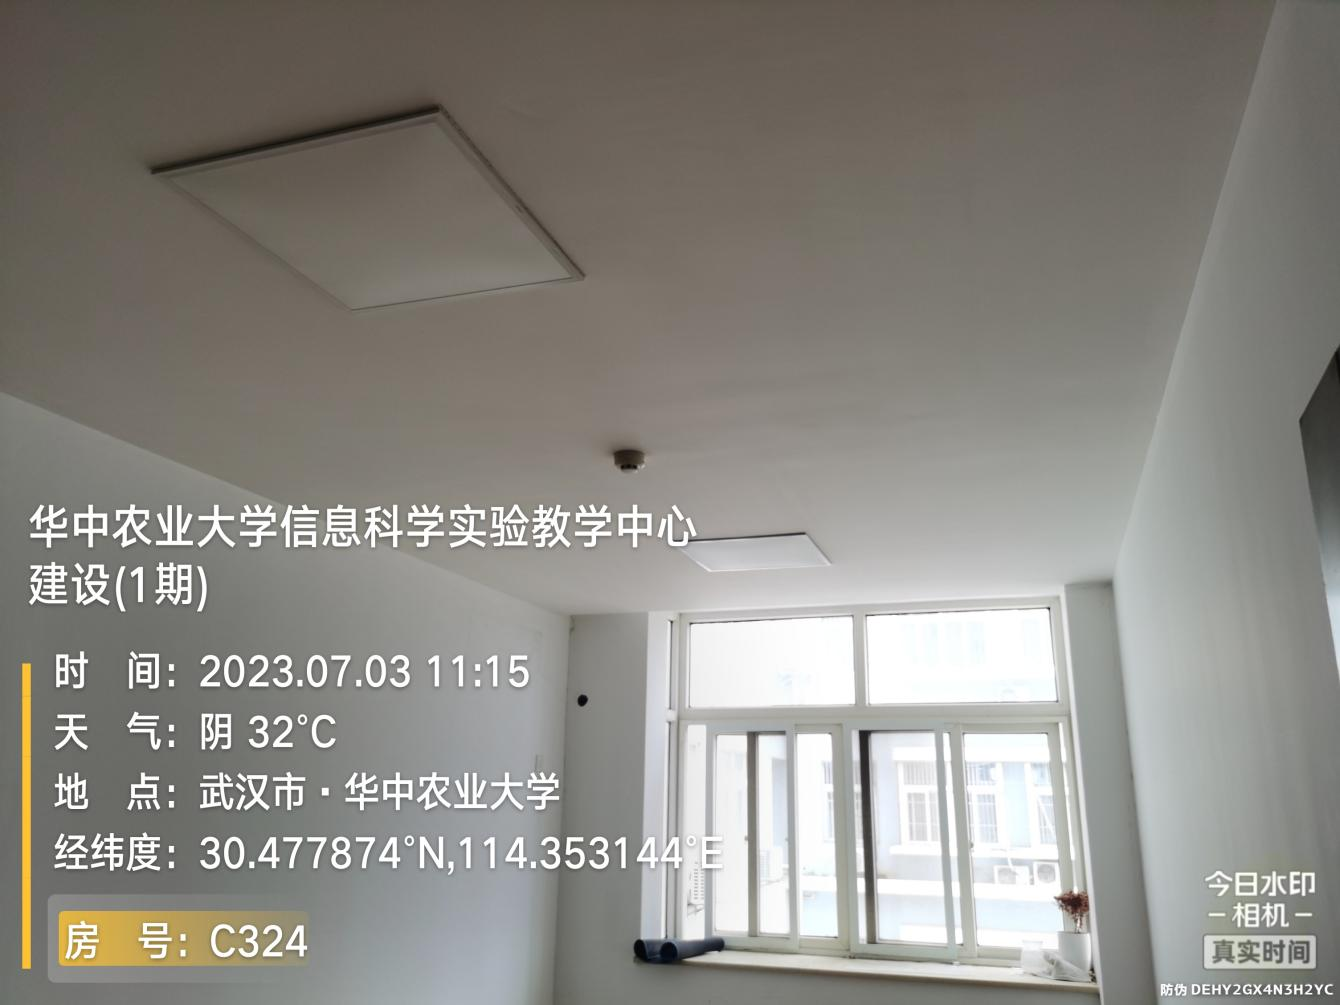 华中农业大学信息科学实验教学中心
建设(1期)
时 间：2023.07.03 11:15
天 气：阴 32°C
地 点：武汉市·华中农业大学
经纬度：30.477874°N,114.353144°E
房 号：C324
今日水印
-相机-
真实时间
防伪 DEHY2GX4N3H2YC